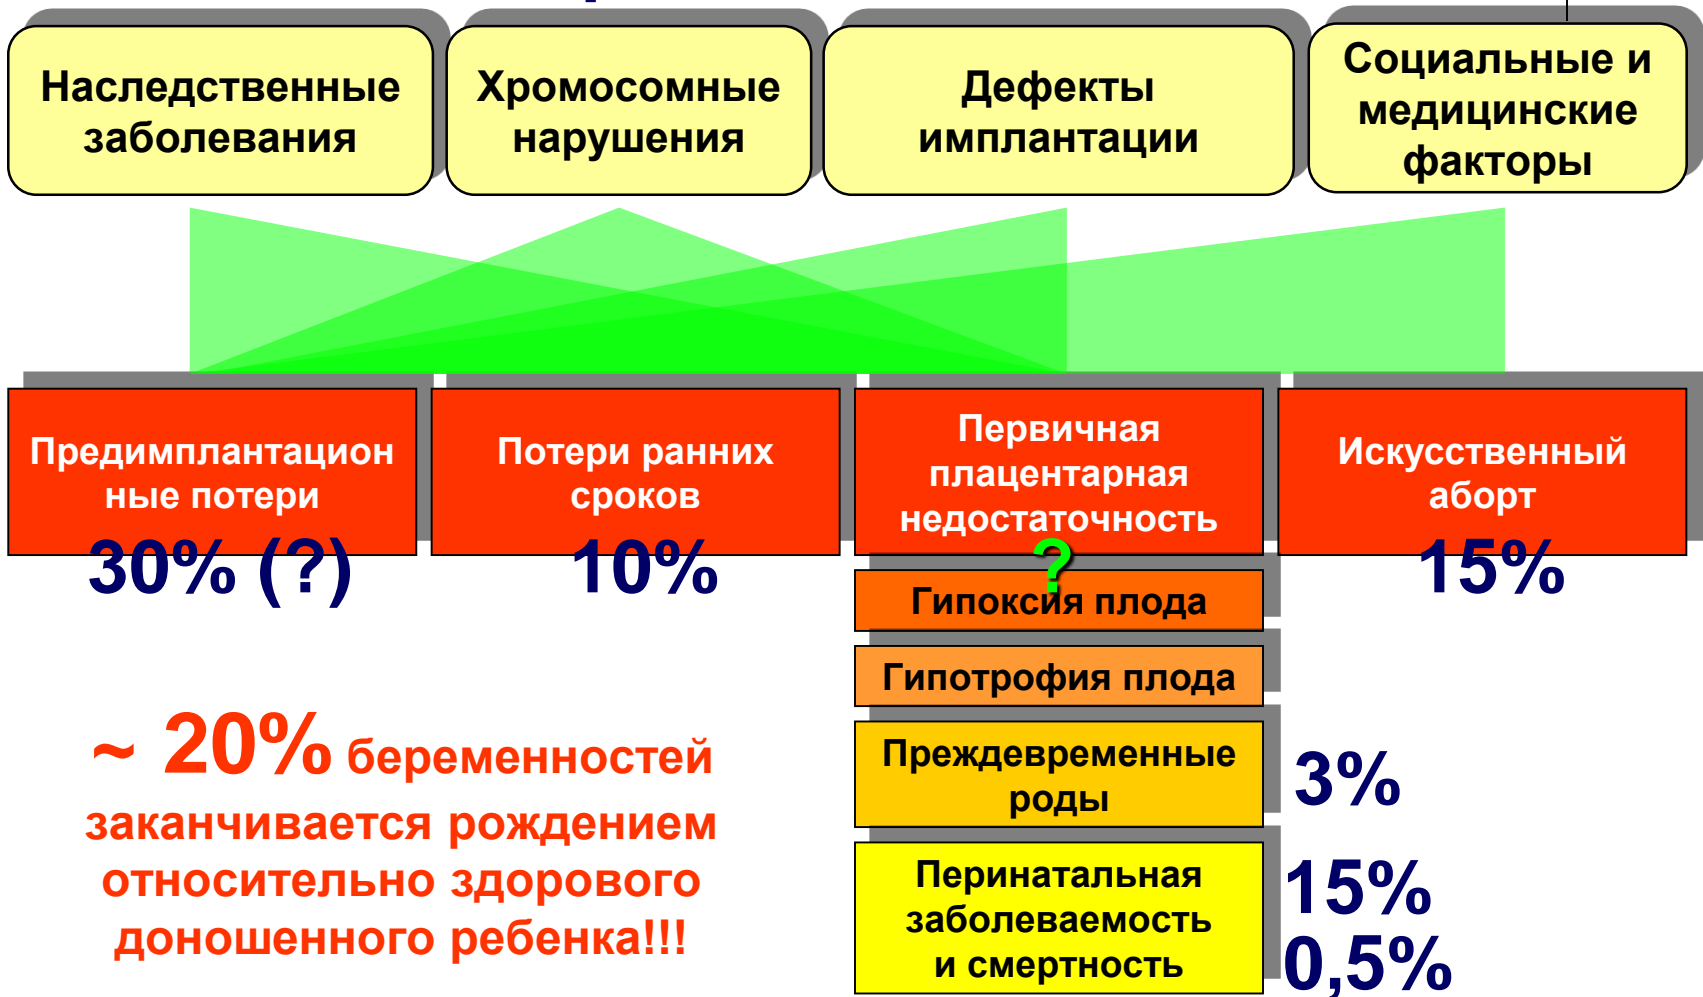 Наследственные
заболевания
Хромосомные
нарушения
Дефекты
имплантации
Социальные и
медицинские
факторы
Предимплантацион
ные потери
30% (?)
Потери ранних
сроков
10%
Первичная
плацентарная
недостаточность
?
Искусственный
аборт
15%
Гипоксия плода
Гипотрофия плода
Преждевременные
роды
3%
Перинатальная
заболеваемость
и смертность
15%
0,5%
~ 20% беременностей
заканчивается рождением
относительно здорового
доношенного ребенка!!!